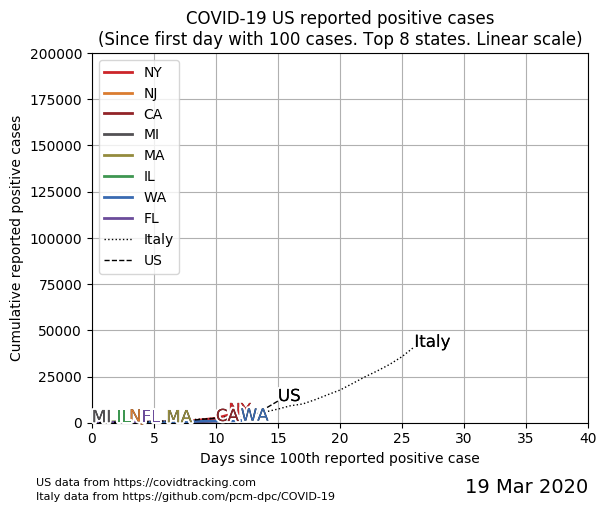 COVID-19 US reported positive cases
(Since first day with 100 cases. Top 8 states. Linear scale)
Cumulative reported positive cases
200000
175000
150000
125000
100000
75000
50000
25000
0
NY
NJ
CA
MI
MA
IL
WA
FL
Italy
US
Italy
US
NY
MI IL NJ FL MA CA WA
0 5 10 15 20 25 30 35 40
Days since 100th reported positive case
US data from https://covidtracking.com
Italy data from https://github.com/pcm-dpc/COVID-19
19 Mar 2020